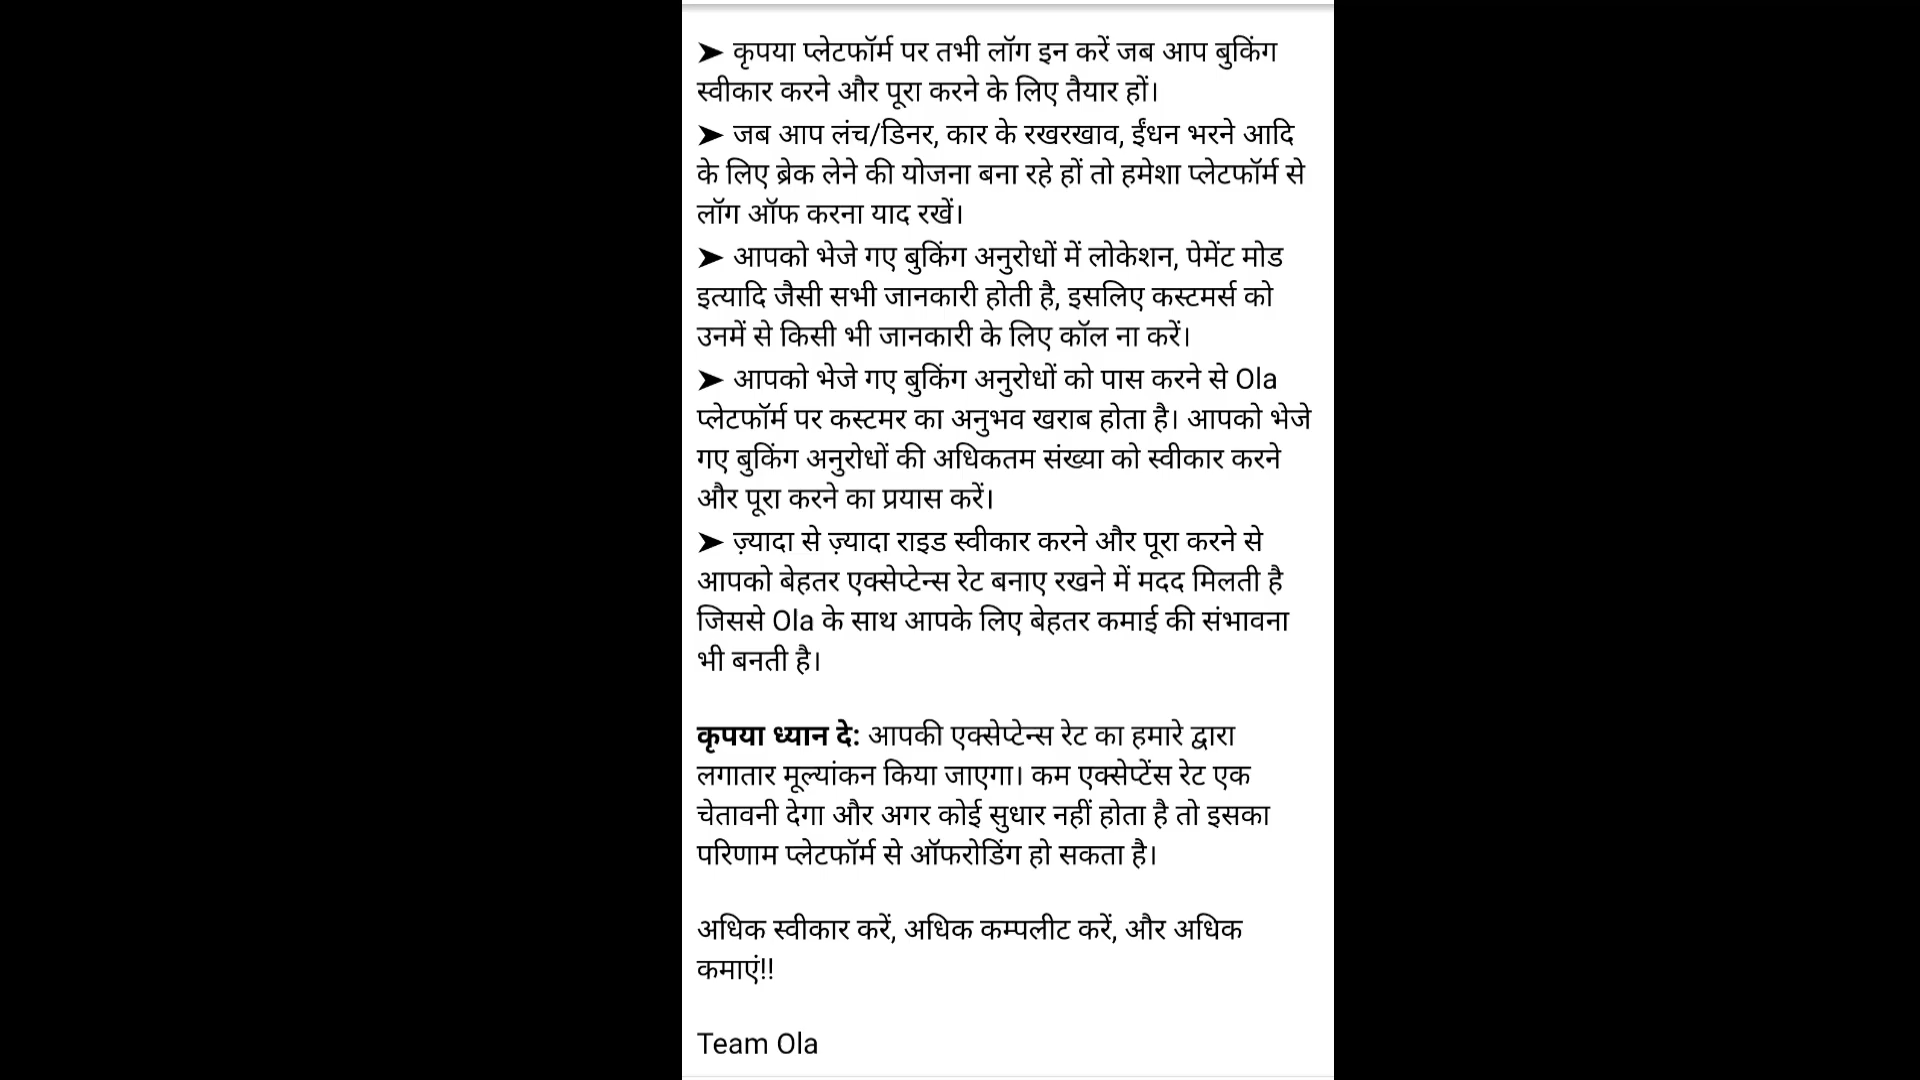 ➤ कृपया प्लेटफॉर्म पर तभी लॉग इन करें जब आप बुकिंग
स्वीकार करने और पूरा करने के लिए तैयार हों।
➤ जब आप लंच/डिनर, कार के रखरखाव, ईंधन भरने आदि
के लिए ब्रेक लेने की योजना बना रहे हों तो हमेशा प्लेटफॉर्म से
लॉग ऑफ करना याद रखें।
➤ आपको भेजे गए बुकिंग अनुरोधों में लोकेशन, पेमेंट मोड
इत्यादि जैसी सभी जानकारी होती है, इसलिए कस्टमर्स को
उनमें से किसी भी जानकारी के लिए कॉल ना करें।
➤ आपको भेजे गए बुकिंग अनुरोधों को पास करने से Ola
प्लेटफॉर्म पर कस्टमर का अनुभव खराब होता है। आपको भेजे
गए बुकिंग अनुरोधों की अधिकतम संख्या को स्वीकार करने
और पूरा करने का प्रयास करें।
➤ ज़्यादा से ज़्यादा राइड स्वीकार करने और पूरा करने से
आपको बेहतर एक्सेप्टेन्स रेट बनाए रखने में मदद मिलती है
जिससे Ola के साथ आपके लिए बेहतर कमाई की संभावना
भी बनती है।
कृपया ध्यान दे: आपकी एक्सेप्टेन्स रेट का हमारे द्वारा
लगातार मूल्यांकन किया जाएगा। कम एक्सेप्टेंस रेट एक
चेतावनी देगा और अगर कोई सुधार नहीं होता है तो इसका
परिणाम प्लेटफॉर्म से ऑफरोडिंग हो सकता है।
अधिक स्वीकार करें, अधिक कम्पलीट करें, और अधिक
कमाएं!!
Team Ola